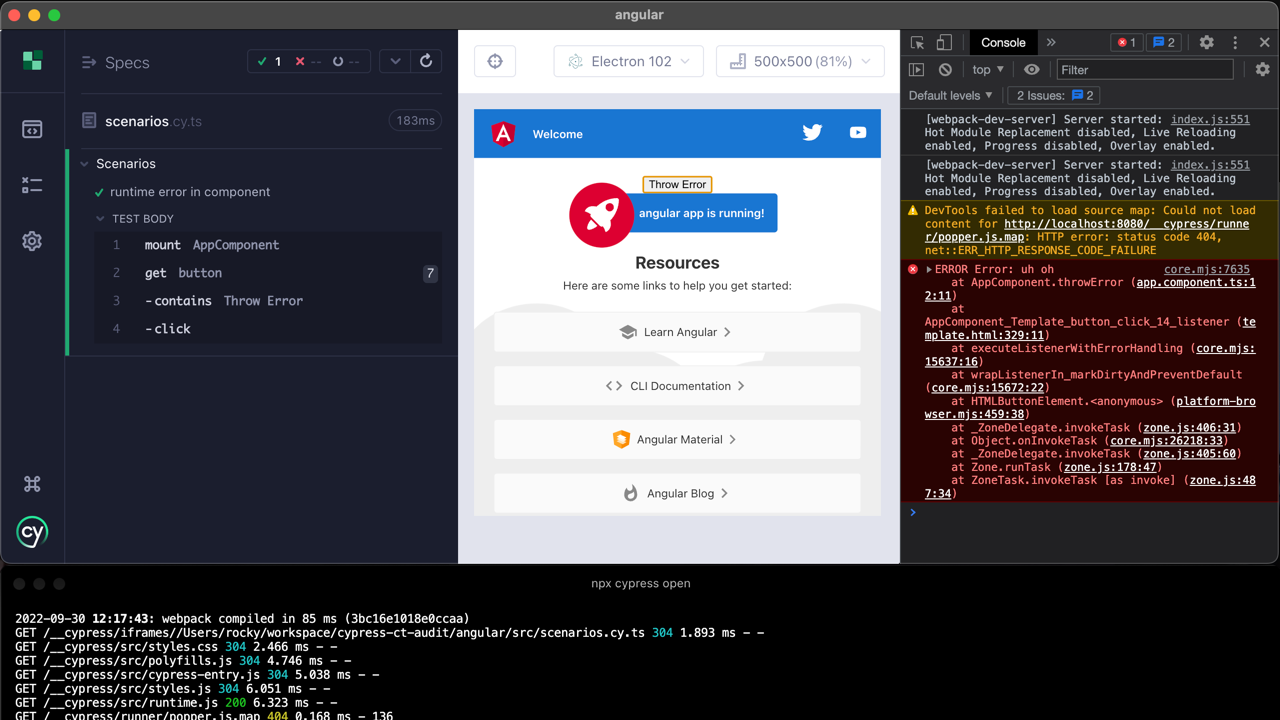 angular
Specs
1
--
--
scenarios.cy.ts
183ms
Scenarios
runtime error in component
TEST BODY
1 mount AppComponent
2 get button 7
3 -contains Throw Error
4 -click
cy
Electron 102
500x500 (81%)
Welcome
Throw Error
angular app is running!
Resources
Here are some links to help you get started:
Learn Angular
CLI Documentation
Angular Material
Angular Blog
Console
1
2
top
Filter
Default levels
2 Issues: 2
[webpack-dev-server] Server started: index.js:551
Hot Module Replacement disabled, Live Reloading
enabled, Progress disabled, Overlay enabled.
[webpack-dev-server] Server started: index.js:551
Hot Module Replacement disabled, Live Reloading
enabled, Progress disabled, Overlay enabled.
DevTools failed to load source map: Could not load
content for http://localhost:8080/__cypress/runne
r/popper.js.map: HTTP error: status code 404,
net::ERR_HTTP_RESPONSE_CODE_FAILURE
ERROR Error: uh oh core.mjs:7635
at AppComponent.throwError (app.component.ts:1
2:11)
at
AppComponent_Template_button_click_14_listener (te
mplate.html:329:11)
at executeListenerWithErrorHandling (core.mjs:
15637:16)
at wrapListenerIn_markDirtyAndPreventDefault
(core.mjs:15672:22)
at HTMLButtonElement.<anonymous> (platform-bro
wser.mjs:459:38)
at _ZoneDelegate.invokeTask (zone.js:406:31)
at Object.onInvokeTask (core.mjs:26218:33)
at _ZoneDelegate.invokeTask (zone.js:405:60)
at Zone.runTask (zone.js:178:47)
at ZoneTask.invokeTask [as invoke] (zone.js:48
7:34)
npx cypress open
2022-09-30 12:17:43: webpack compiled in 85 ms (3bc16e1018e0ccaa)
GET /__cypress/iframes//Users/rocky/workspace/cypress-ct-audit/angular/src/scenarios.cy.ts 304 1.893 ms - -
GET /__cypress/src/styles.css 304 2.466 ms - -
GET /__cypress/src/polyfills.js 304 4.746 ms - -
GET /__cypress/src/cypress-entry.js 304 5.038 ms - -
GET /__cypress/src/styles.js 304 6.051 ms - -
GET /__cypress/src/runtime.js 200 6.323 ms - -
GET /__cypress/runner/popper.js.map 404 0.168 ms - 136